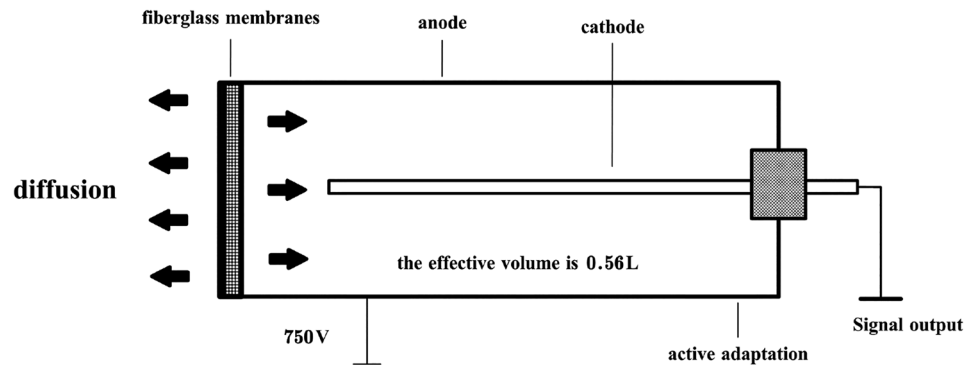 fiberglass membranes
anode
cathode
diffusion
the effective volume is 0.56L
750V
Signal output
active adaptation